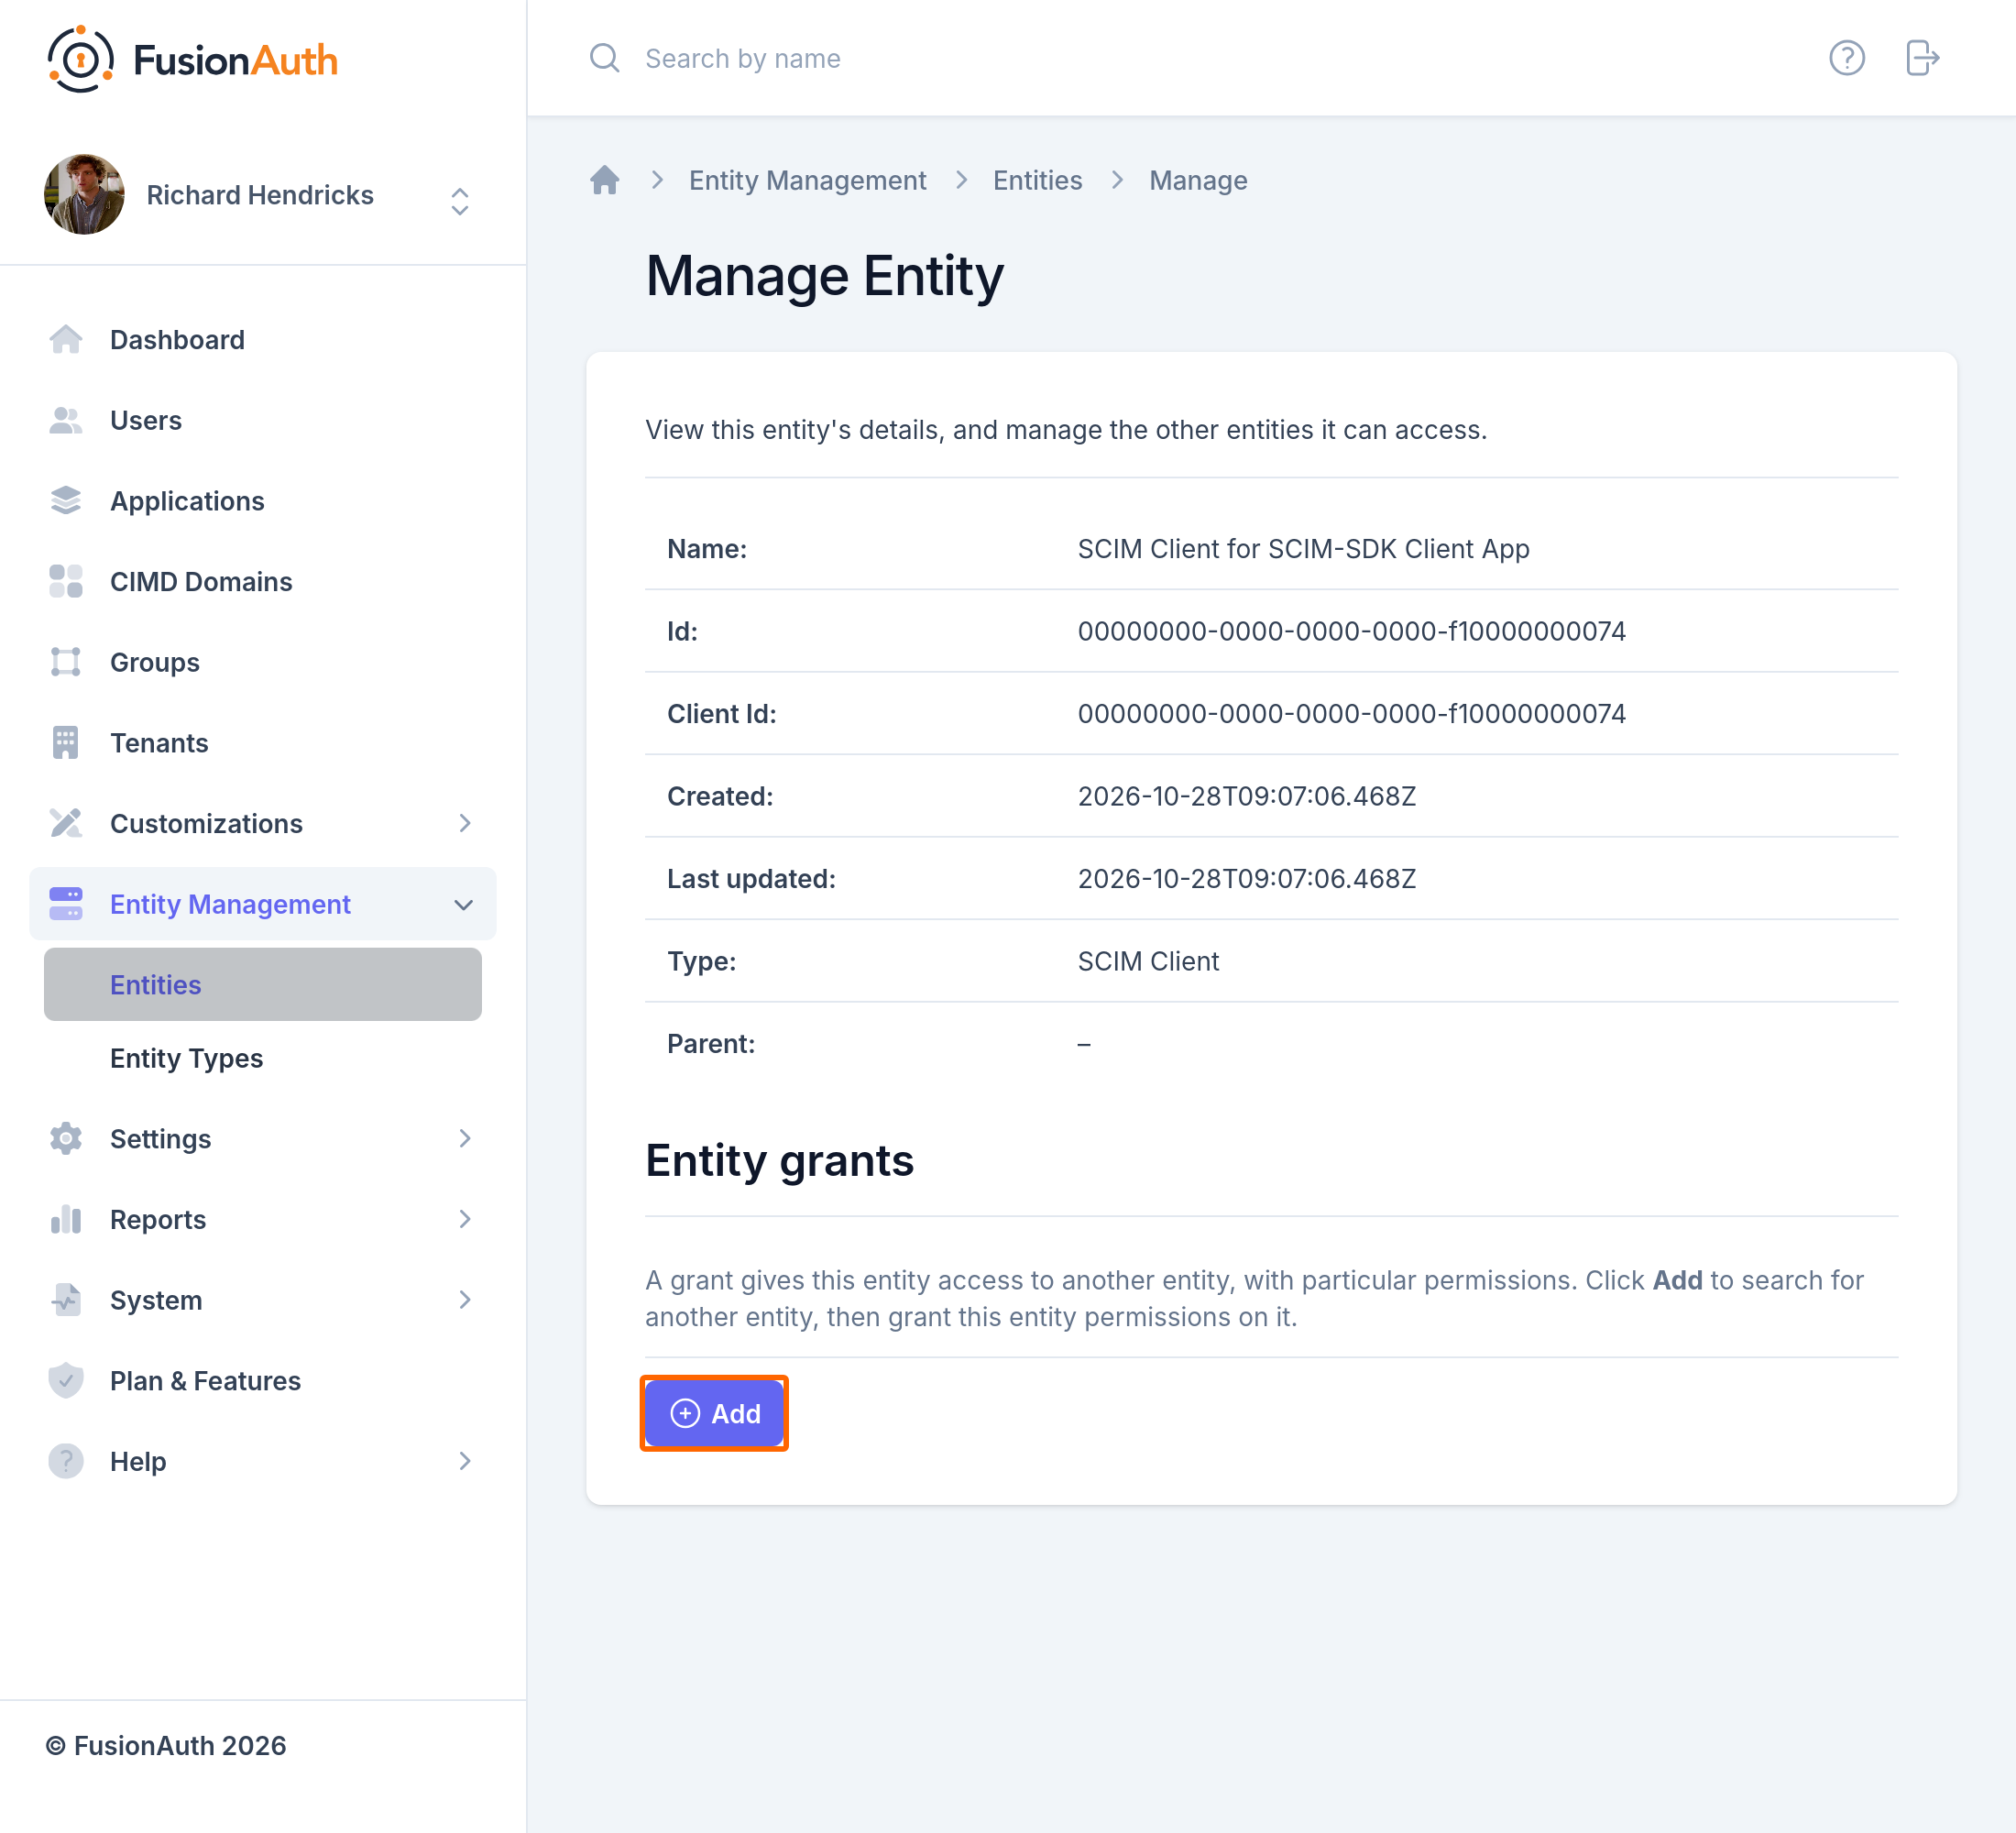 FusionAuth
Search by name
Richard Hendricks
Dashboard
Users
Applications
CIMD Domains
Groups
Tenants
Customizations
Entity Management
Entities
Entity Types
Settings
Reports
System
Plan & Features
Help
© FusionAuth 2026
Entity Management
Entities
Manage
Manage Entity
View this entity's details, and manage the other entities it can access.
Name: SCIM Client for SCIM-SDK Client App
Id: 00000000-0000-0000-0000-f10000000074
Client Id: 00000000-0000-0000-0000-f10000000074
Created: 2026-10-28T09:07:06.468Z
Last updated: 2026-10-28T09:07:06.468Z
Type: SCIM Client
Parent: –
Entity grants
A grant gives this entity access to another entity, with particular permissions. Click Add to search for
another entity, then grant this entity permissions on it.
Add